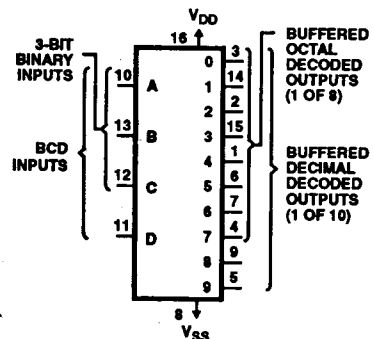 VDD
16
3-BIT
BINARY
INPUTS
BCD
INPUTS
10 A
13 B
12 C
11 D
0 3
1 14
2 2
3 15
4 1
5 6
6 7
7 4
8 9
9 5
8
VSS
BUFFERED
OCTAL
DECODED
OUTPUTS
(1 OF 8)
BUFFERED
DECIMAL
DECODED
OUTPUTS
(1 OF 10)